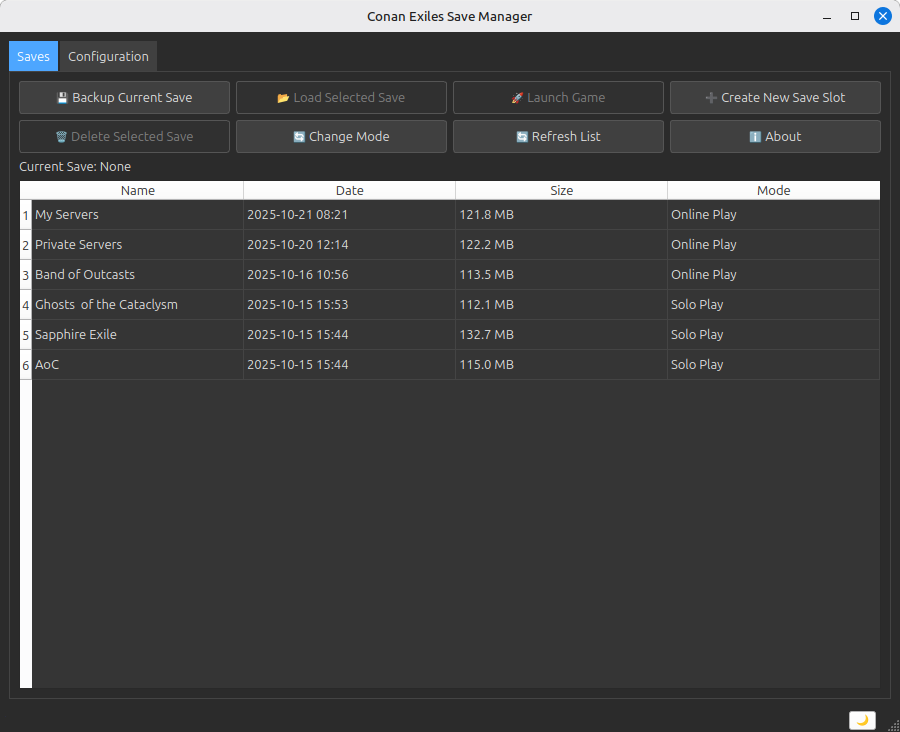 Conan Exiles Save Manager
Saves Configuration
Backup Current Save Load Selected Save Launch Game Create New Save Slot
Delete Selected Save Change Mode Refresh List About
Current Save: None
Name Date Size Mode
1 My Servers 2025-10-21 08:21 121.8 MB Online Play
2 Private Servers 2025-10-20 12:14 122.2 MB Online Play
3 Band of Outcasts 2025-10-16 10:56 113.5 MB Online Play
4 Ghosts  of the Cataclysm 2025-10-15 15:53 112.1 MB Solo Play
5 Sapphire Exile 2025-10-15 15:44 132.7 MB Solo Play
6 AoC 2025-10-15 15:44 115.0 MB Solo Play